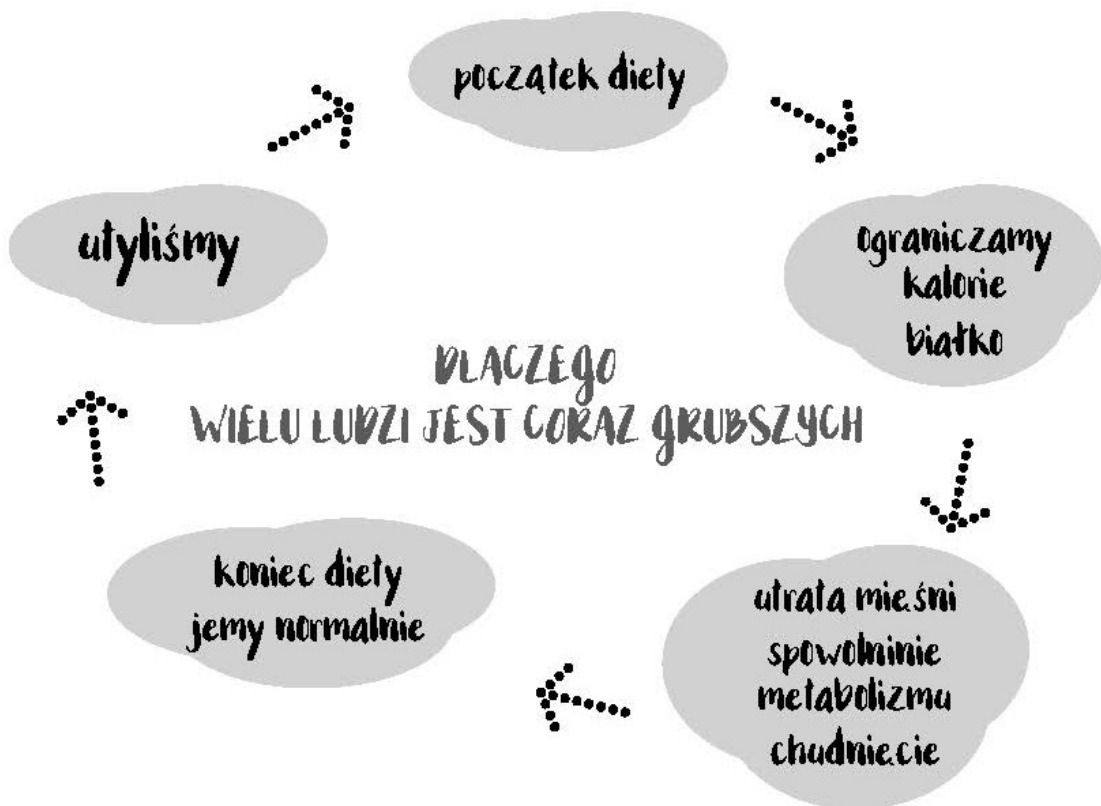 początek diety
ograniczamy
kalorie
białko
utrata mięśni
spowolninie
metabolizmu
chudnięcie
koniec diety
jemy normalnie
utyliśmy
DLACZEGO
WIELU LUDZI JEST CORAZ GRUBSZYCH